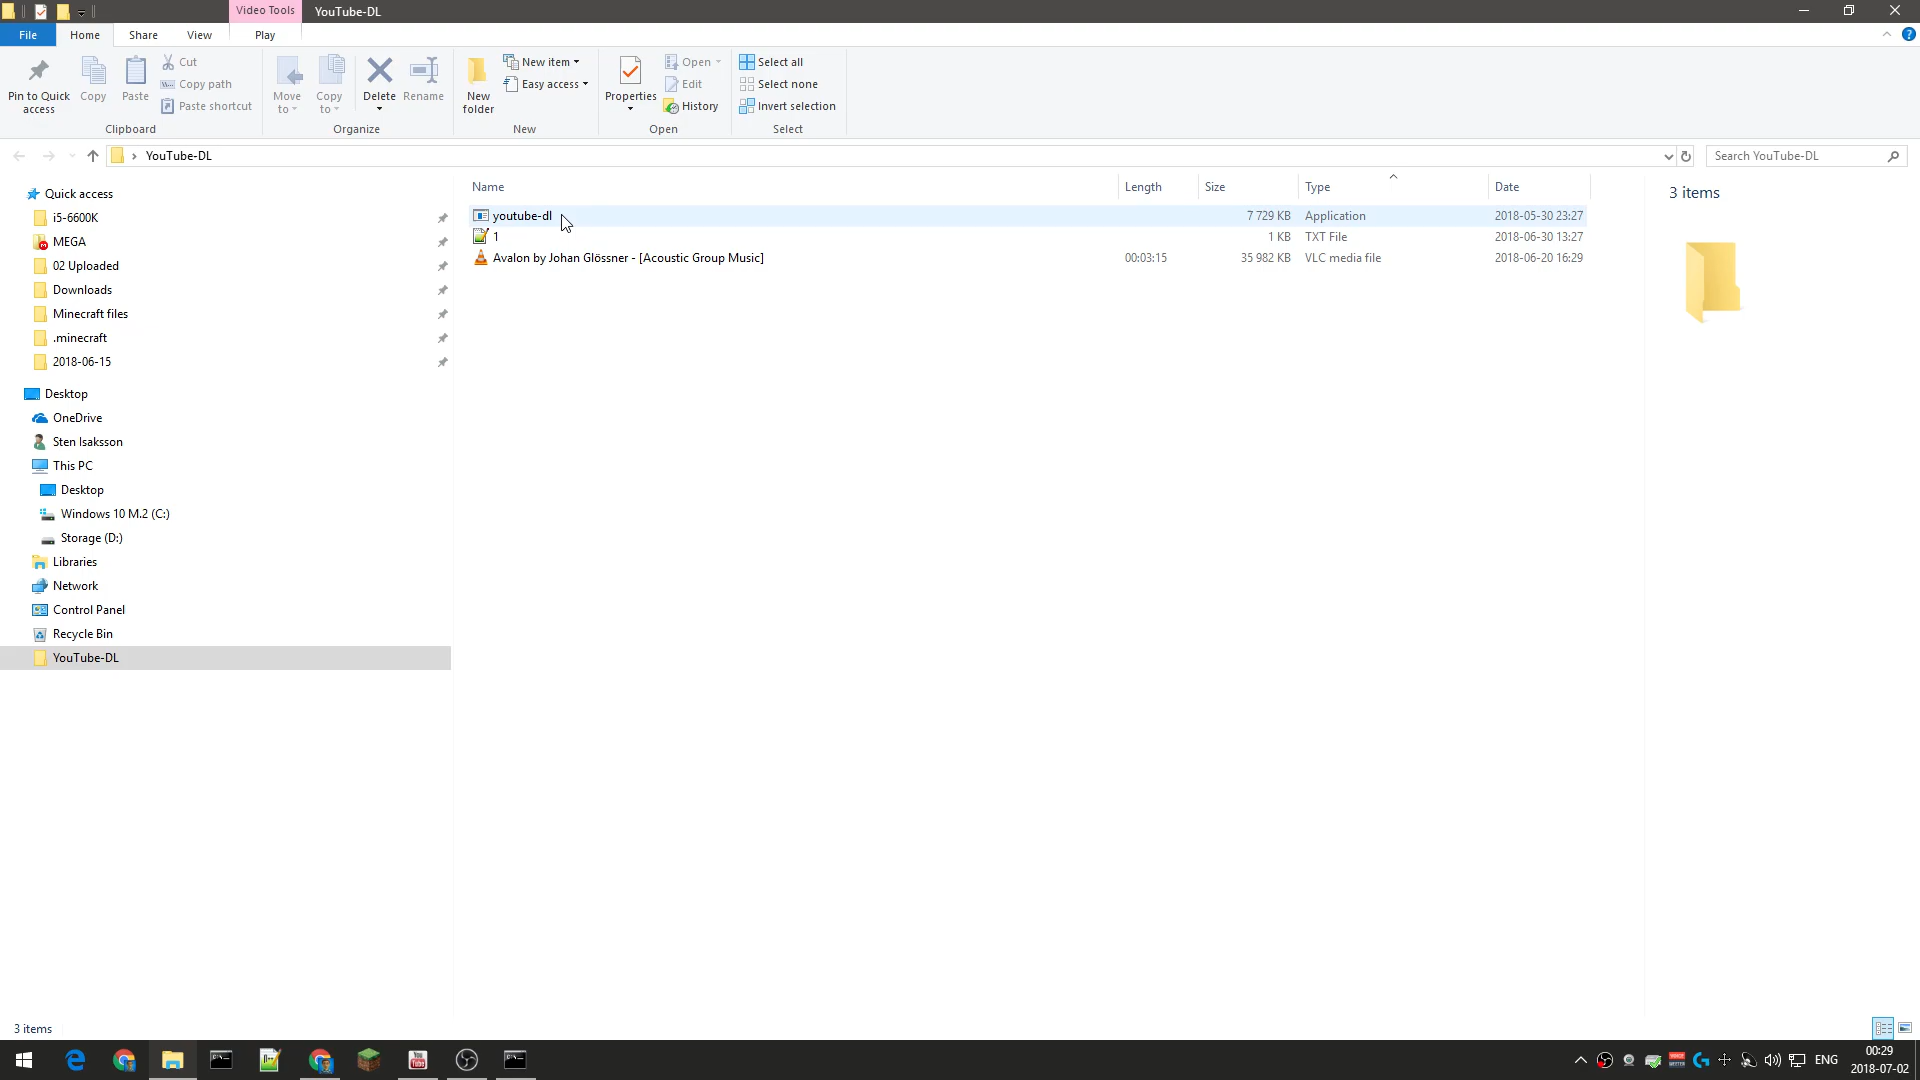 Video Tools YouTube-DL
File Home Share View Play
Pin to Quick access
Copy
Paste
Cut
Copy path
Paste shortcut
Clipboard
Move to
Copy to
Delete
Rename
Organize
New folder
New item
Easy access
New
Properties
Open
Edit
History
Open
Select all
Select none
Invert selection
Select
YouTube-DL
Search YouTube-DL
Quick access
i5-6600K
MEGA
02 Uploaded
Downloads
Minecraft files
.minecraft
2018-06-15
Desktop
OneDrive
Sten Isaksson
This PC
Desktop
Windows 10 M.2 (C:)
Storage (D:)
Libraries
Network
Control Panel
Recycle Bin
YouTube-DL
Name Length Size Type Date
youtube-dl 7 729 KB Application 2018-05-30 23:27
1 1 KB TXT File 2018-06-30 13:27
Avalon by Johan Glössner - [Acoustic Group Music] 00:03:15 35 982 KB VLC media file 2018-06-20 16:29
3 items
3 items
ENG
00:29
2018-07-02